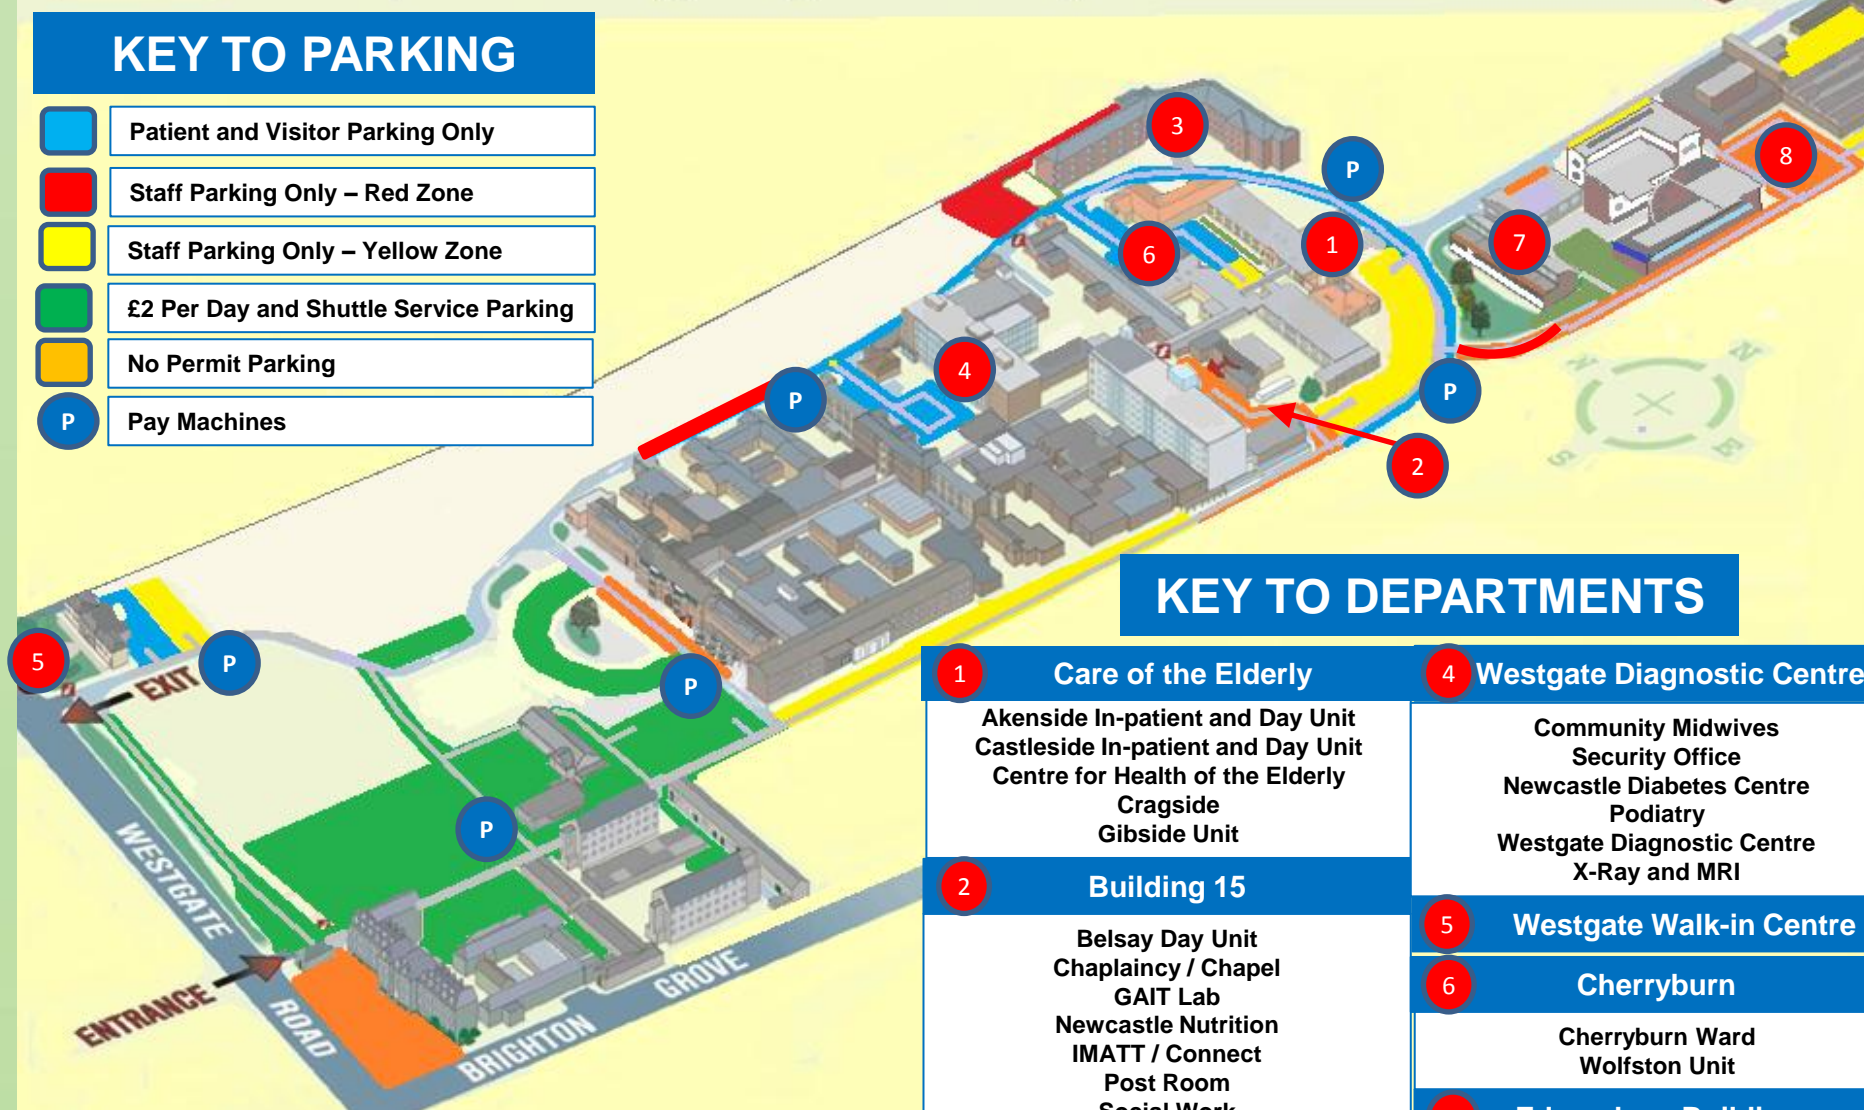 KEY TO PARKING
Patient and Visitor Parking Only
Staff Parking Only – Red Zone
Staff Parking Only – Yellow Zone
£2 Per Day and Shuttle Service Parking
No Permit Parking
P Pay Machines
3
P
8
1
7
6
4
P
P
2
N
N
S
E
5
P
EXIT
P
P
WESTGATE
ROAD
ENTRANCE
BRIGHTON
GROVE
KEY TO DEPARTMENTS
1 Care of the Elderly
Akenside In-patient and Day Unit
Castleside In-patient and Day Unit
Centre for Health of the Elderly
Cragside
Gibside Unit
2 Building 15
Belsay Day Unit
Chaplaincy / Chapel
GAIT Lab
Newcastle Nutrition
IMATT / Connect
Post Room
Social Work
4 Westgate Diagnostic Centre
Community Midwives
Security Office
Newcastle Diabetes Centre
Podiatry
Westgate Diagnostic Centre
X-Ray and MRI
5 Westgate Walk-in Centre
6 Cherryburn
Cherryburn Ward
Wolfston Unit